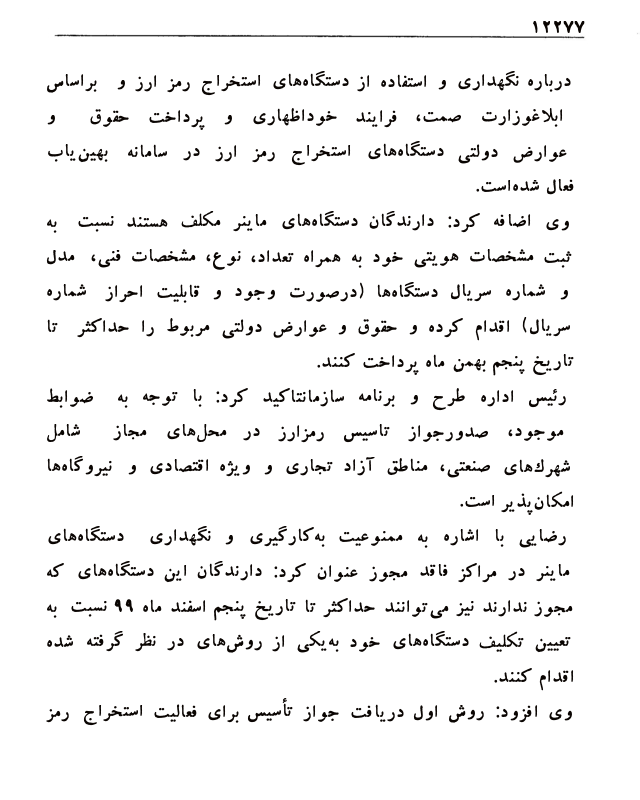 ۱۲۲۷۷
درباره نگهداری و استفاده از دستگاه‌های استخراج رمز ارز و براساس
ابلاغوزارت صمت، فرایند خوداظهاری و پرداخت حقوق و
عوارض دولتی دستگاه‌های استخراج رمز ارز در سامانه بهین‌یاب
فعال شده‌است.
وی اضافه کرد: دارندگان دستگاه‌های ماینر مکلف هستند نسبت به
ثبت مشخصات هویتی خود به همراه تعداد، نوع، مشخصات فنی، مدل
و شماره سریال دستگاه‌ها (درصورت وجود و قابلیت احراز شماره
سریال) اقدام کرده و حقوق و عوارض دولتی مربوط را حداکثر تا
تاریخ پنجم بهمن ماه پرداخت کنند.
رئیس اداره طرح و برنامه سازمانتاکید کرد: با توجه به ضوابط
موجود، صدورجواز تاسیس رمزارز در محل‌های مجاز شامل
شهرك‌های صنعتی، مناطق آزاد تجاری و ویژه اقتصادی و نیروگاه‌ها
امکان‌پذیر است.
رضایی با اشاره به ممنوعیت به‌کارگیری و نگهداری دستگاه‌های
ماینر در مراکز فاقد مجوز عنوان کرد: دارندگان این دستگاه‌های که
مجوز ندارند نیز می‌توانند حداکثر تا تاریخ پنجم اسفند ماه ۹۹ نسبت به
تعیین تکلیف دستگاه‌های خود به‌یکی از روش‌های در نظر گرفته شده
اقدام کنند.
وی افزود: روش اول دریافت جواز تأسیس برای فعالیت استخراج رمز